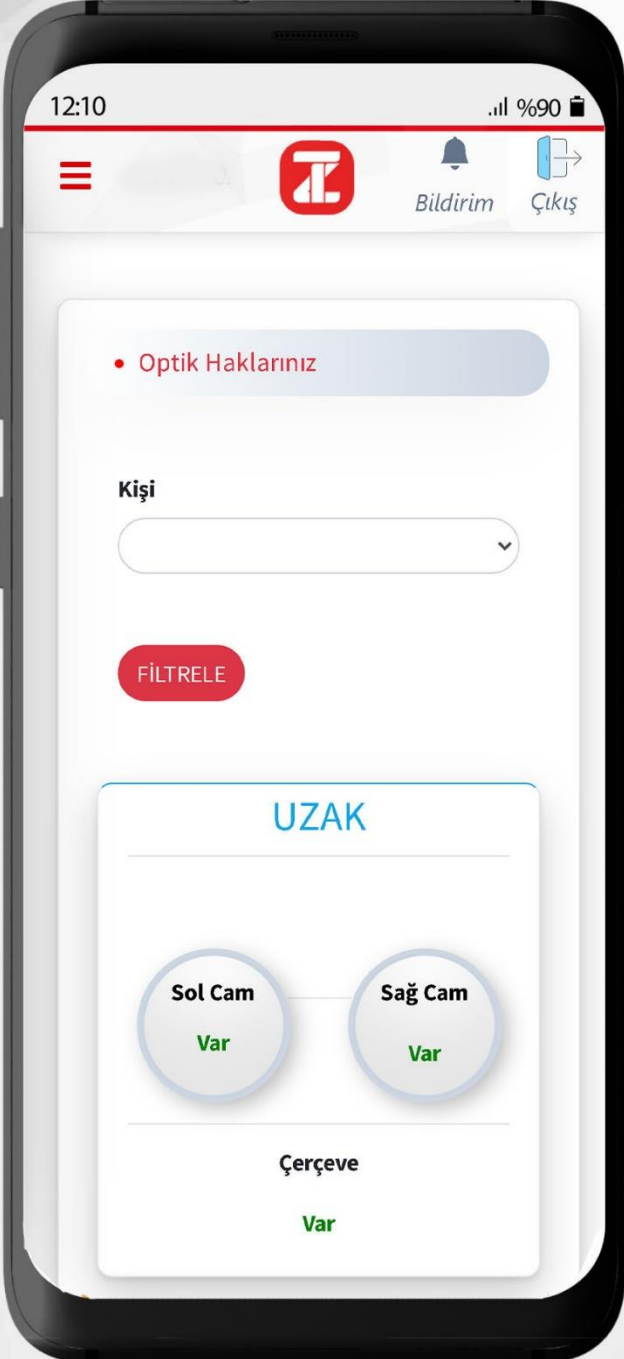 12:10 %90
Bildirim Çıkış
• Optik Haklarınız
Kişi
FİLTRELE
UZAK
Sol Cam Sağ Cam
Var Var
Çerçeve
Var